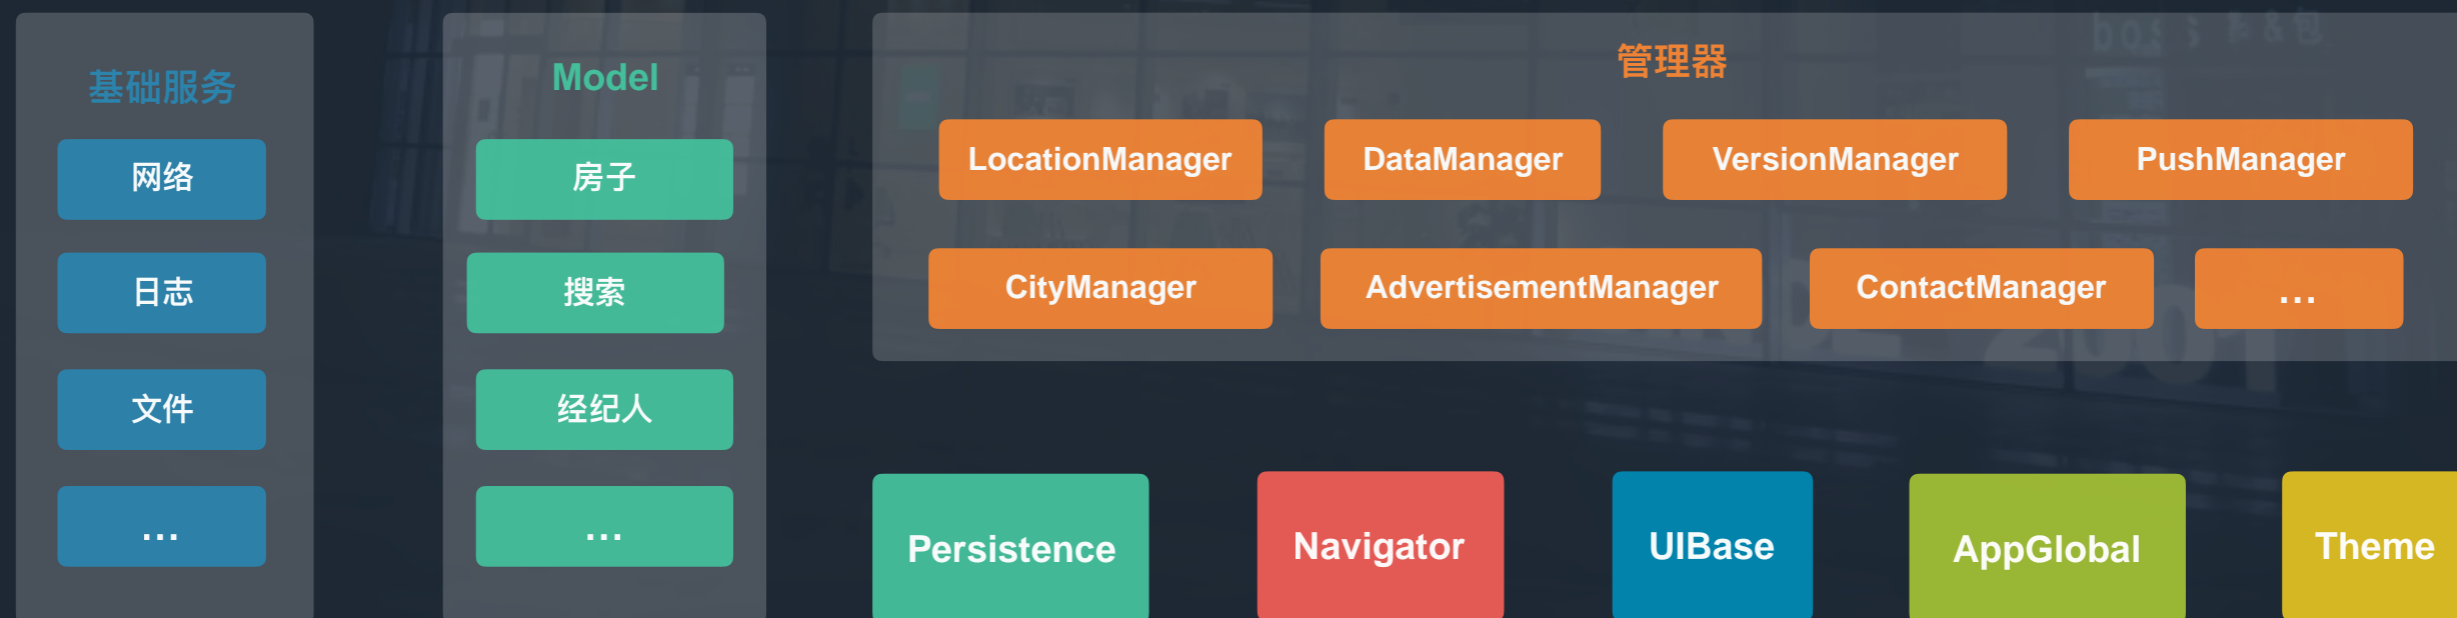 基础服务
网络
日志
文件
...
Model
房子
搜索
经纪人
...
管理器
LocationManager
DataManager
VersionManager
PushManager
CityManager
AdvertisementManager
ContactManager
...
Persistence
Navigator
UIBase
AppGlobal
Theme